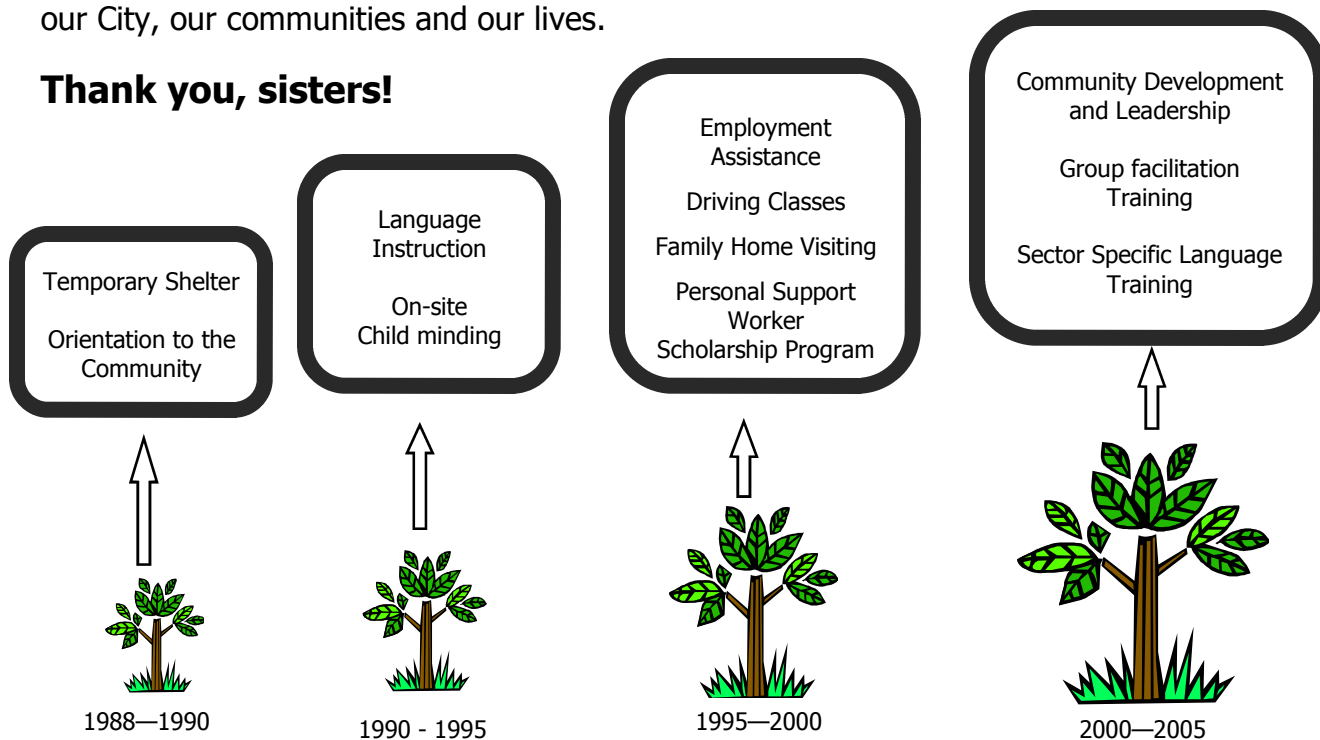 our City, our communities and our lives.
Thank you, sisters!
Temporary Shelter
Orientation to the
Community
1988—1990
Language
Instruction
On-site
Child minding
1990 - 1995
Employment
Assistance
Driving Classes
Family Home Visiting
Personal Support
Worker
Scholarship Program
1995—2000
Community Development
and Leadership
Group facilitation
Training
Sector Specific Language
Training
2000—2005